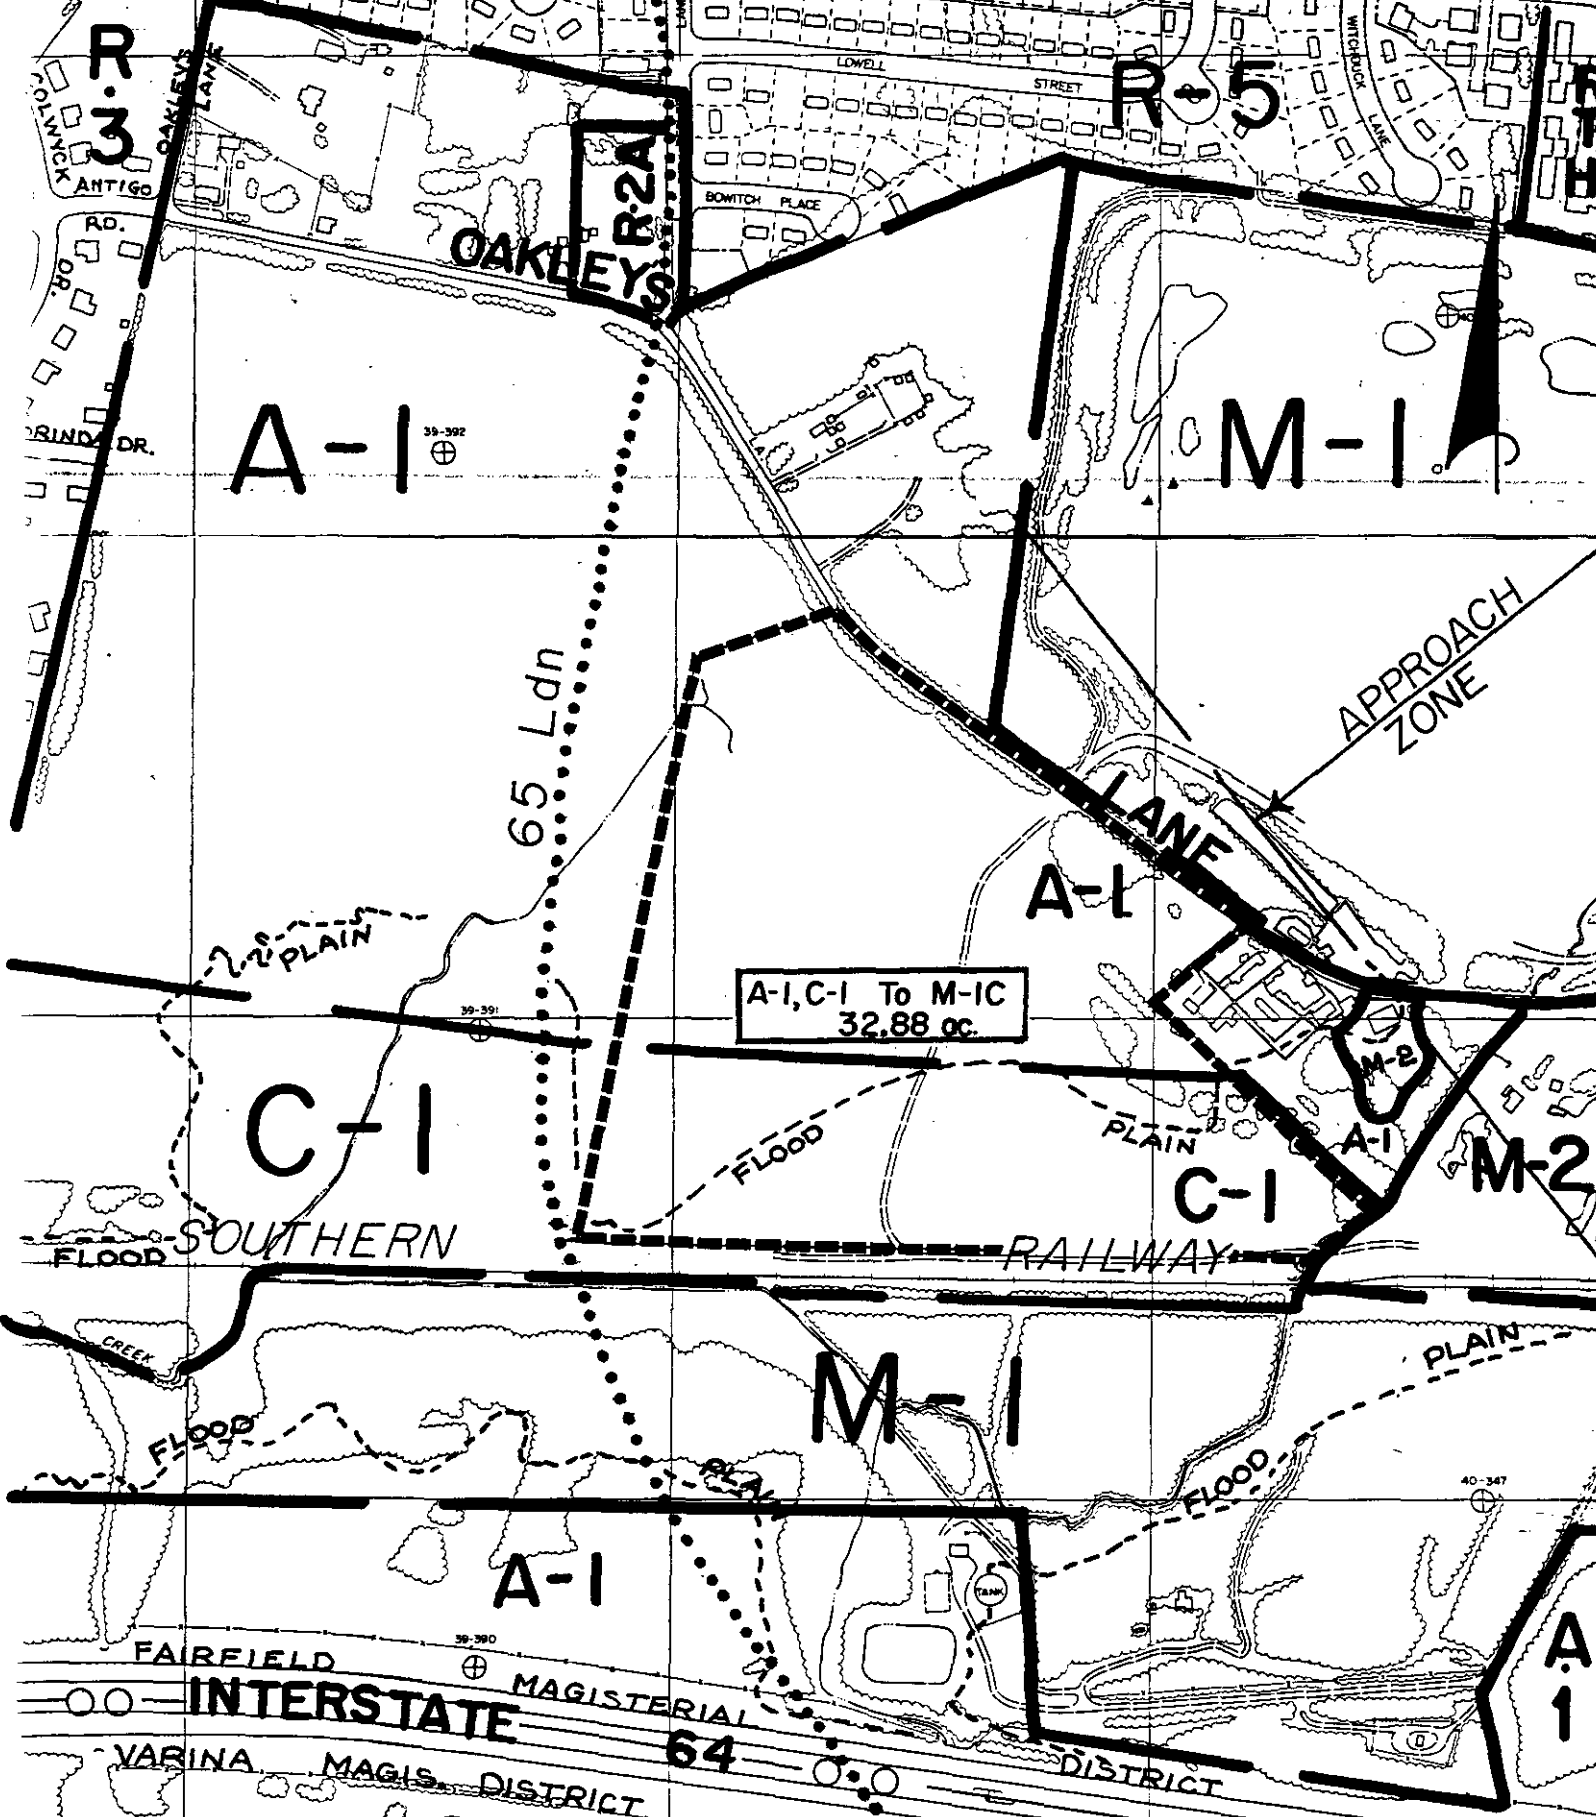 R-3
OAKLEYS
LANE
LANE
LOWELL
STREET
R-5
WITCHDUCK
LANE
R
T
H
COLWYCK
DR.
ANTIGO
RD.
R-2A
BOWITCH PLACE
OAKLEYS
A-1
39-392
M-1
DR.
65 Ldn
APPROACH
ZONE
LANE
A-1
PLAIN
A-1,C-1 To M-1C
32.88 ac.
39-391
M-2
C-1
FLOOD
PLAIN
A-1
M-2
C-1
SOUTHERN
RAILWAY
FLOOD
CREEK
M-1
PLAIN
FLOOD
PLAIN
FLOOD
40-347
A-1
TANK
A-1
FAIRFIELD
39-390
MAGISTERIAL
INTERSTATE
64
DISTRICT
VARINA MAGIS. DISTRICT